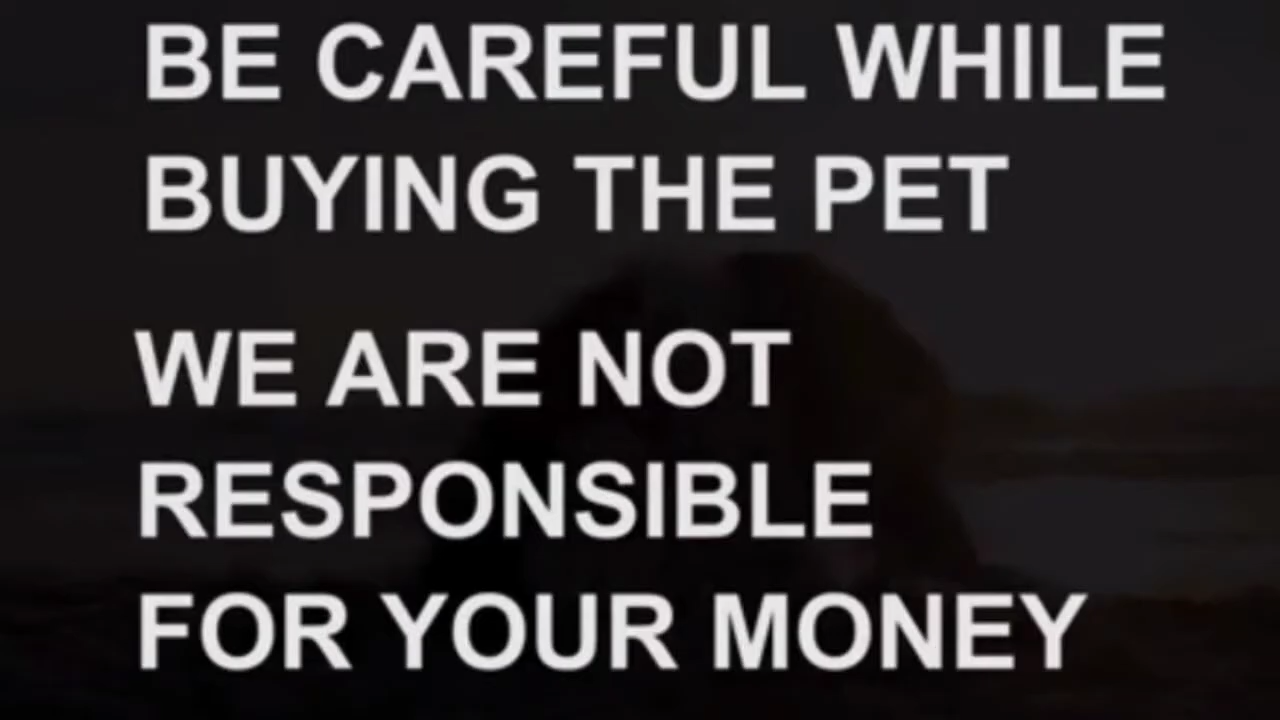 BE CAREFUL WHILE
BUYING THE PET
WE ARE NOT
RESPONSIBLE
FOR YOUR MONEY